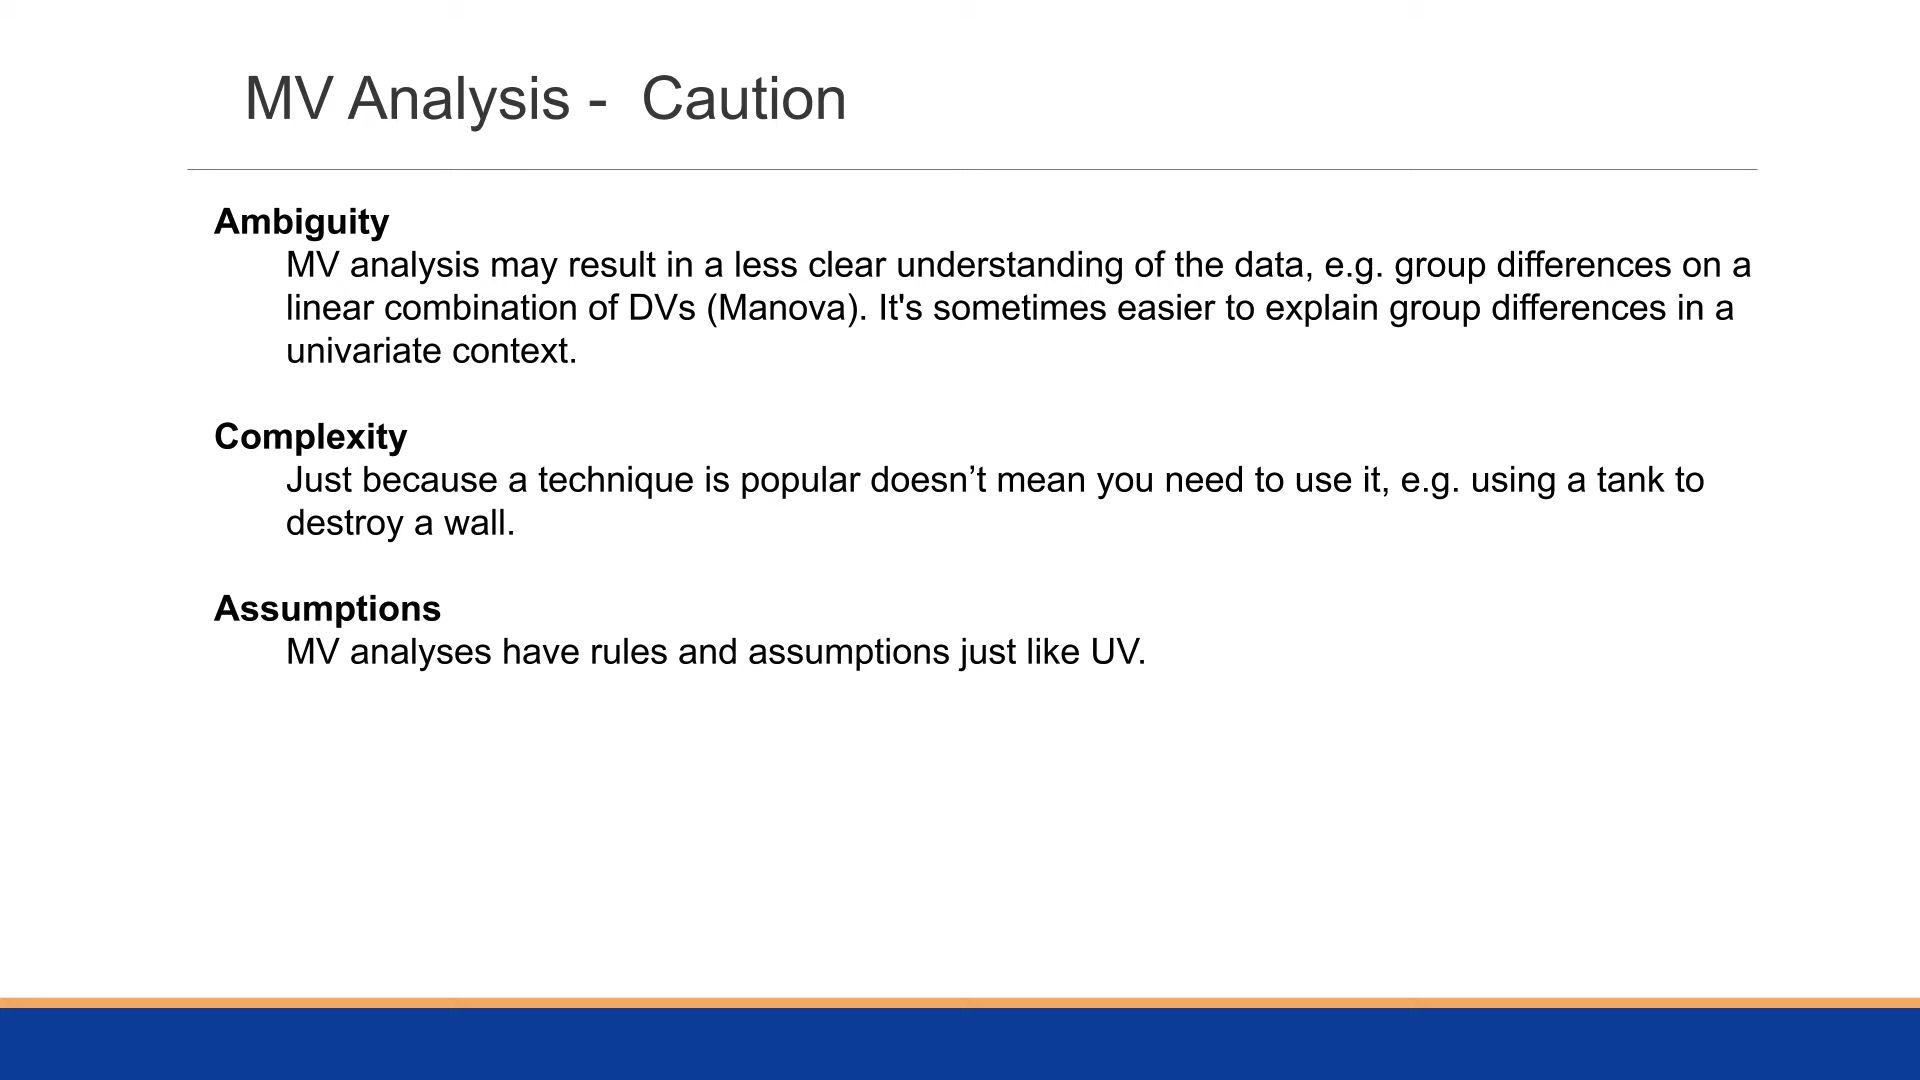 MV Analysis -  Caution
Ambiguity
MV analysis may result in a less clear understanding of the data, e.g. group differences on a
linear combination of DVs (Manova). It's sometimes easier to explain group differences in a
univariate context.
Complexity
Just because a technique is popular doesn’t mean you need to use it, e.g. using a tank to
destroy a wall.
Assumptions
MV analyses have rules and assumptions just like UV.